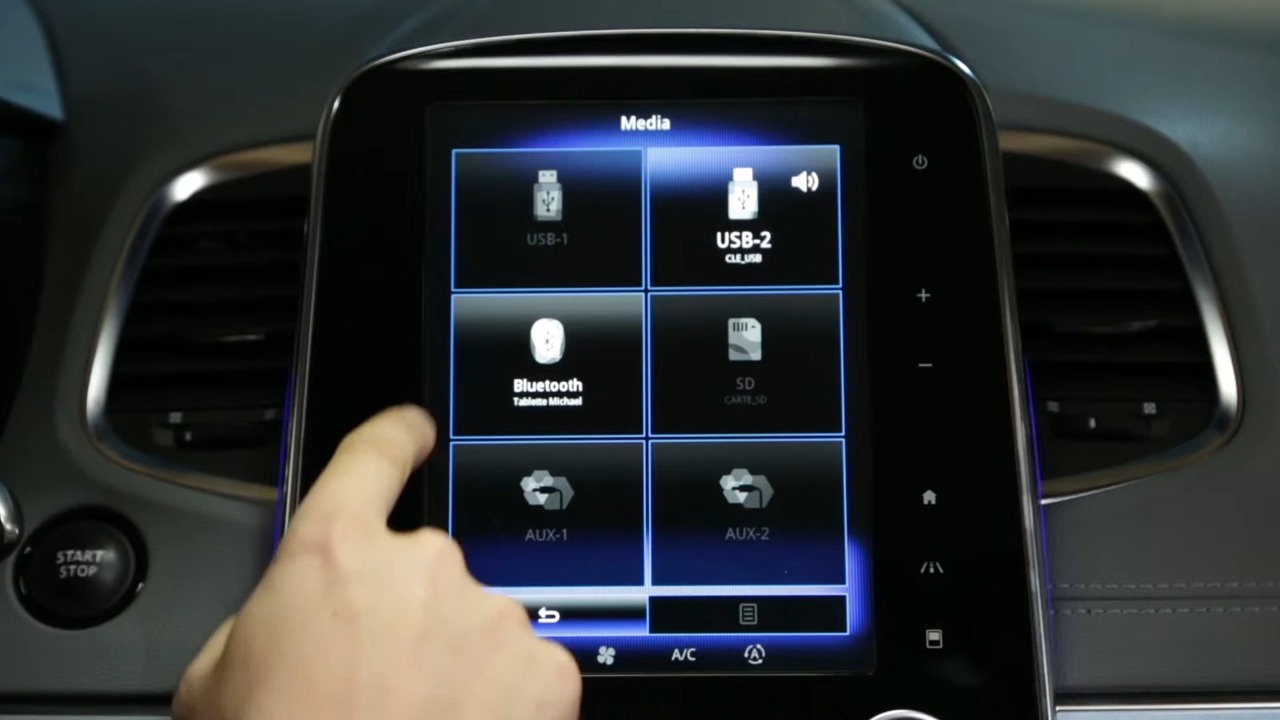 Media
USB-1
USB-2
CLE_USB
Bluetooth
Tablette Michael
SD
CARTE_SD
AUX-1
AUX-2
A/C
A
START
STOP